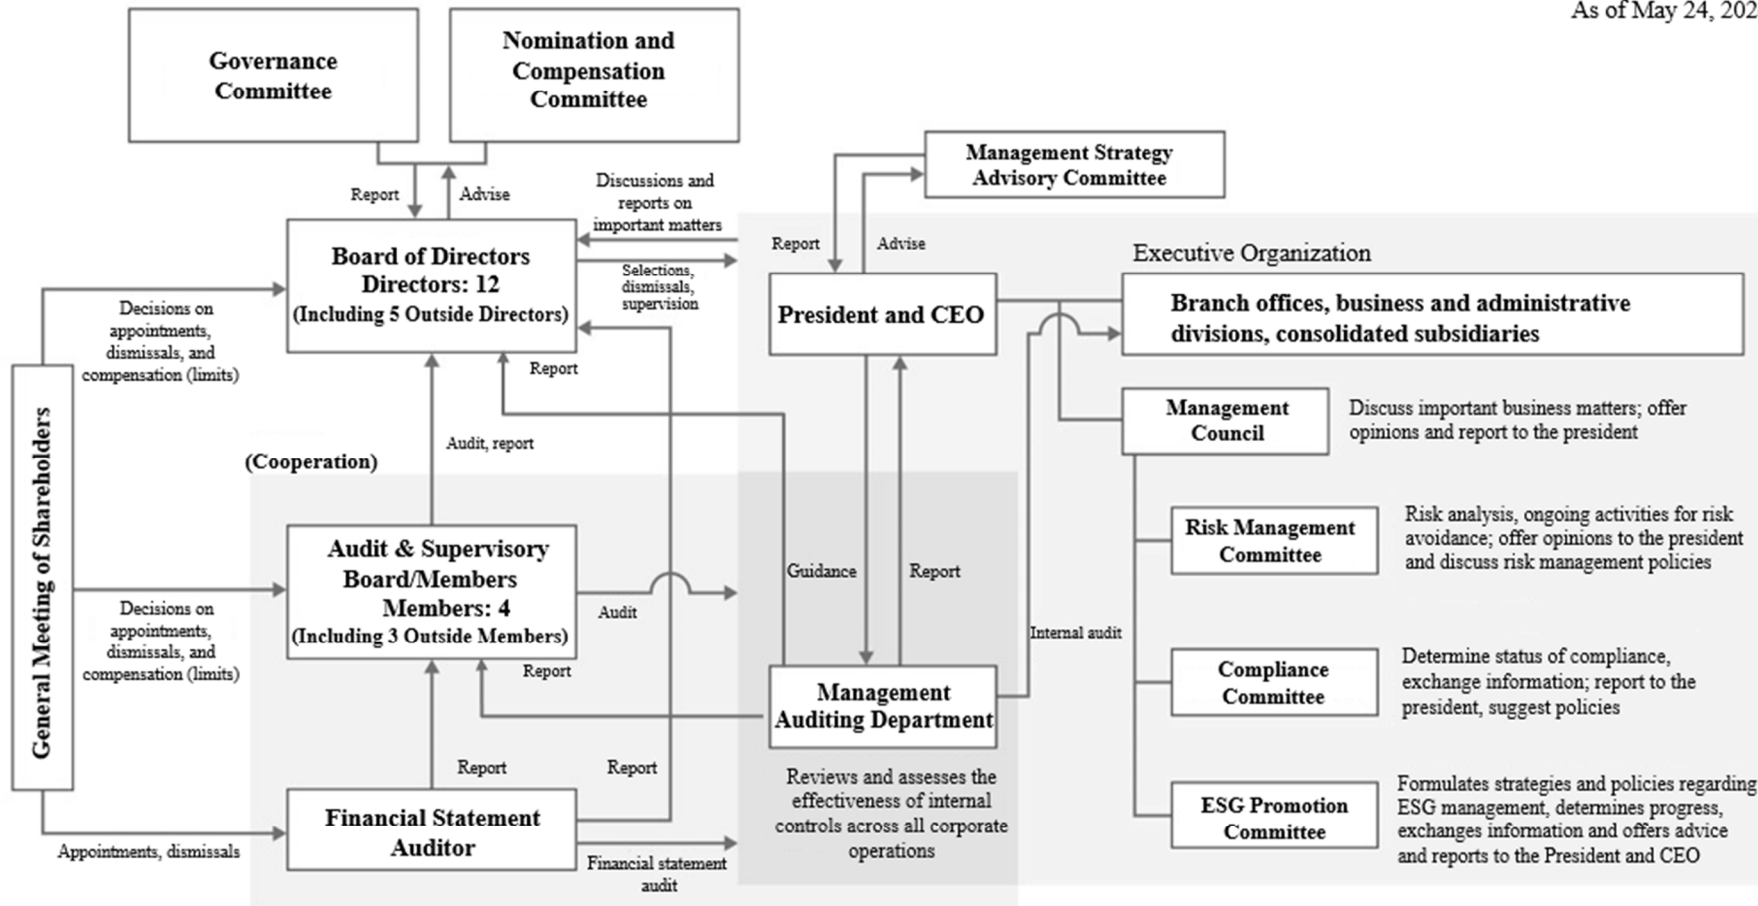 As of May 24, 202
Governance
Committee
Nomination and
Compensation
Committee
Management Strategy
Advisory Committee
Report
Advise
Discussions and
reports on
important matters
Report
Advise
Executive Organization
Board of Directors
Directors: 12
(Including 5 Outside Directors)
Selections,
dismissals,
supervision
President and CEO
Branch offices, business and administrative
divisions, consolidated subsidiaries
Decisions on
appointments,
dismissals, and
compensation (limits)
Report
General Meeting of Shareholders
Management
Council
Discuss important business matters; offer
opinions and report to the president
Audit, report
(Cooperation)
Risk Management
Committee
Risk analysis, ongoing activities for risk
avoidance; offer opinions to the president
and discuss risk management policies
Audit & Supervisory
Board/Members
Members: 4
(Including 3 Outside Members)
Guidance
Report
Decisions on
appointments,
dismissals, and
compensation (limits)
Audit
Internal audit
Report
Compliance
Committee
Determine status of compliance,
exchange information; report to the
president, suggest policies
Management
Auditing Department
Report
Report
Reviews and assesses the
effectiveness of internal
controls across all corporate
operations
ESG Promotion
Committee
Formulates strategies and policies regarding
ESG management, determines progress,
exchanges information and offers advice
and reports to the President and CEO
Financial Statement
Auditor
Appointments, dismissals
Financial statement
audit